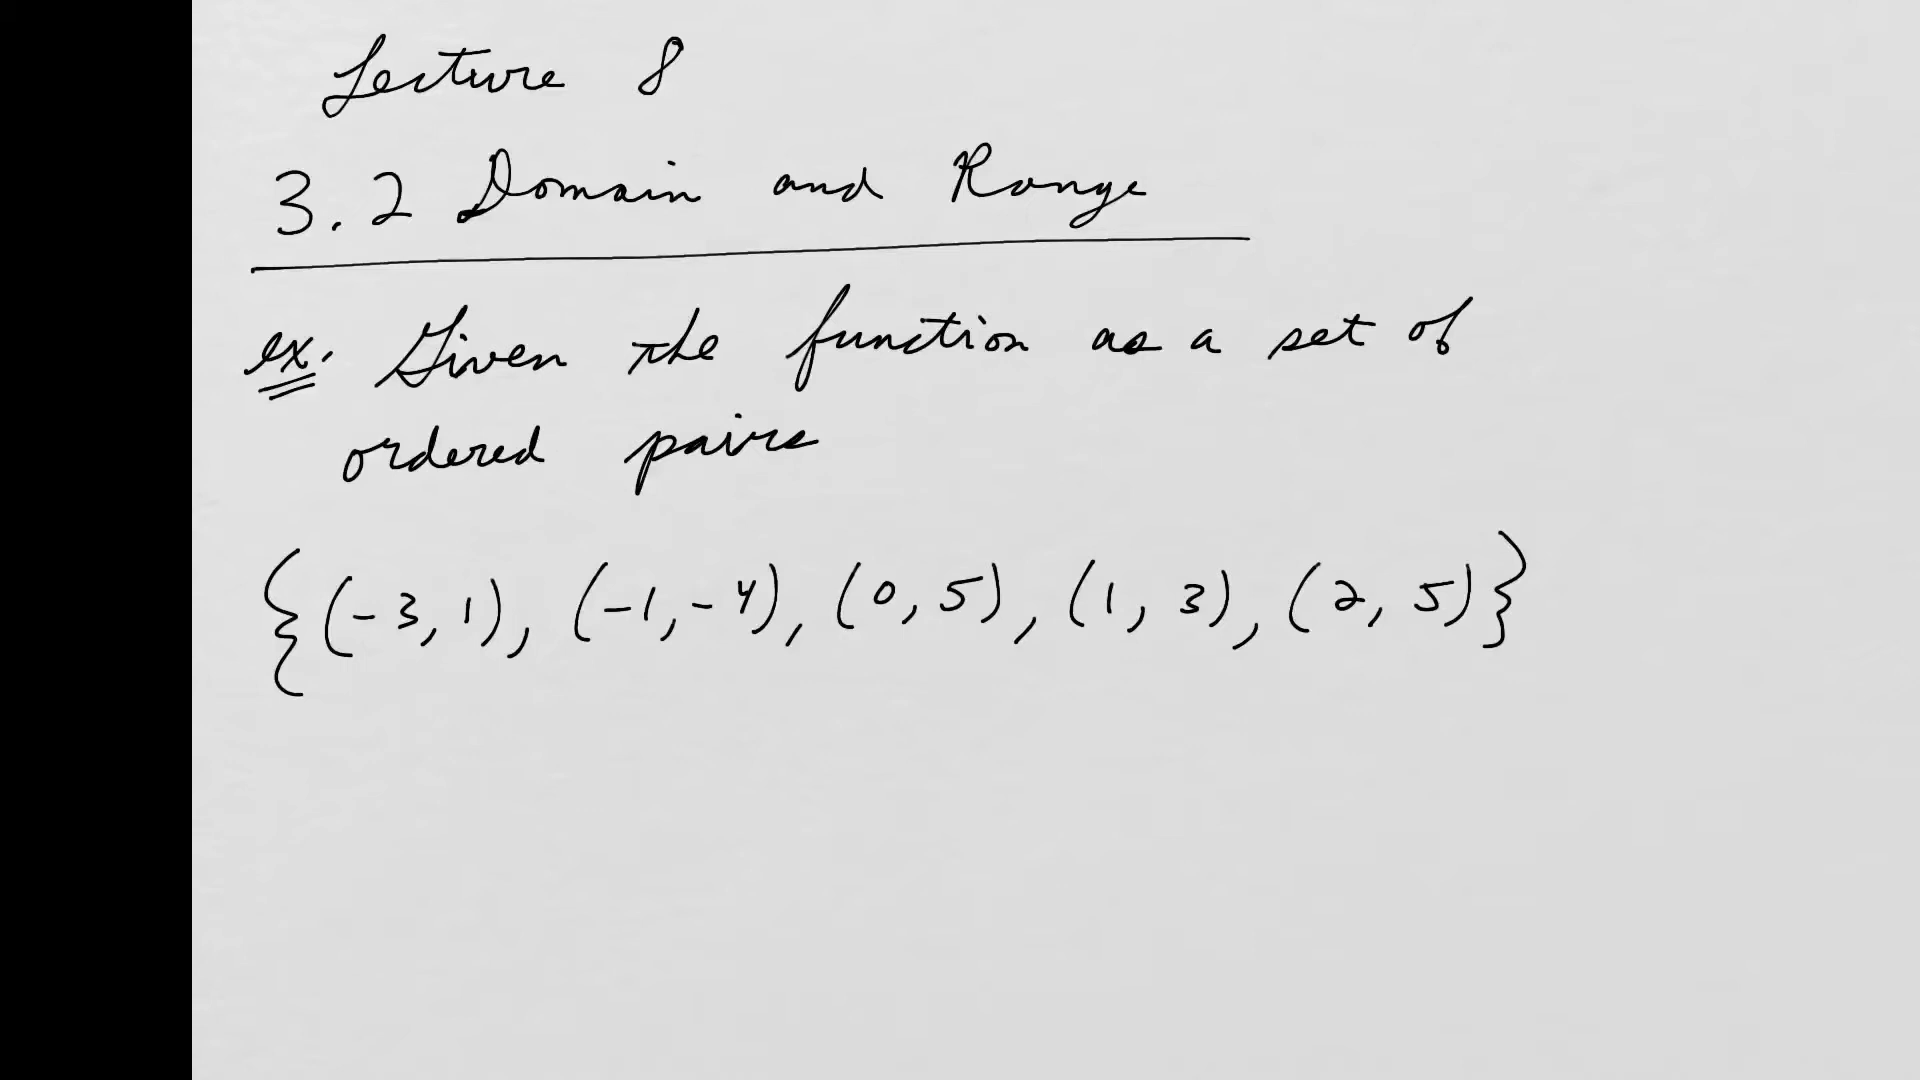 Lecture 8
3.2 Domain and Range
ex. Given the function as a set of
ordered pairs
{(-3, 1), (-1, -4), (0, 5), (1, 3), (2, 5)}